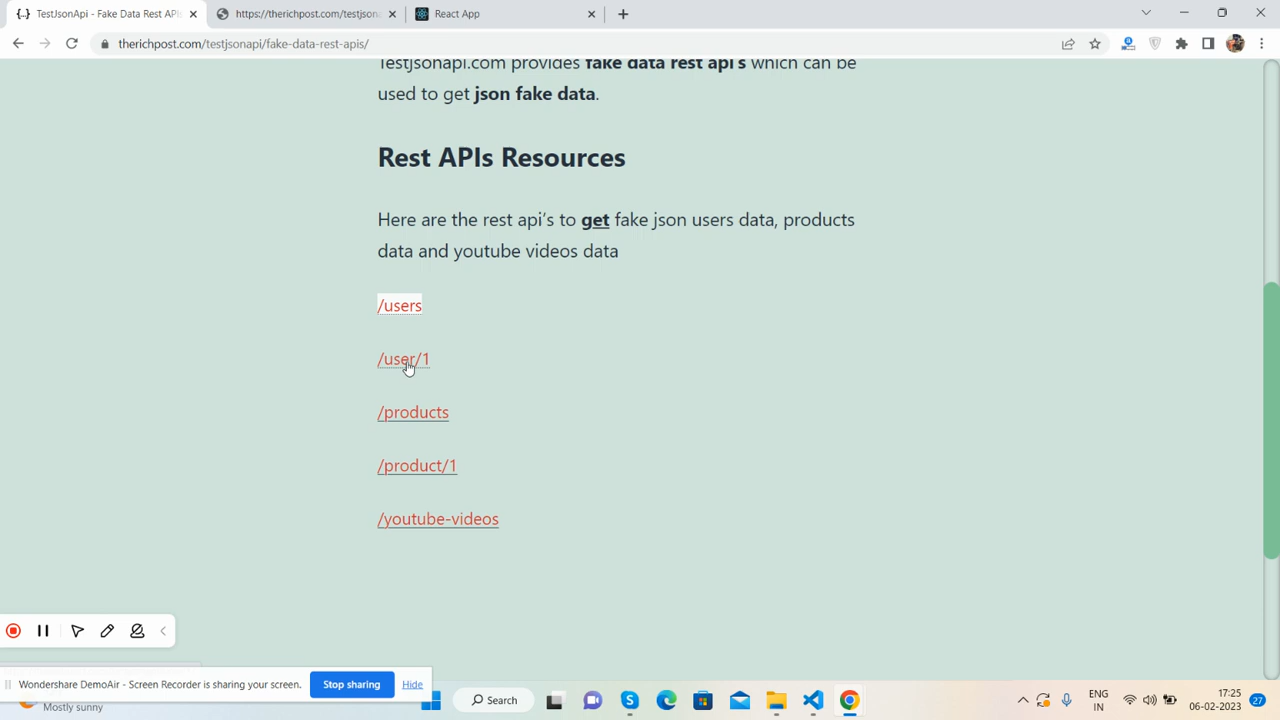 TestJsonApi - Fake Data Rest APIs
https://therichpost.com/testjsona
React App
therichpost.com/testjsonapi/fake-data-rest-apis/
Testjsonapi.com provides fake data rest api's which can be
used to get json fake data.
Rest APIs Resources
Here are the rest api's to get fake json users data, products
data and youtube videos data
/users
/user/1
/products
/product/1
/youtube-videos
Wondershare DemoAir - Screen Recorder is sharing your screen.
Stop sharing
Hide
Mostly sunny
Search
ENG
IN
17:25
06-02-2023
27